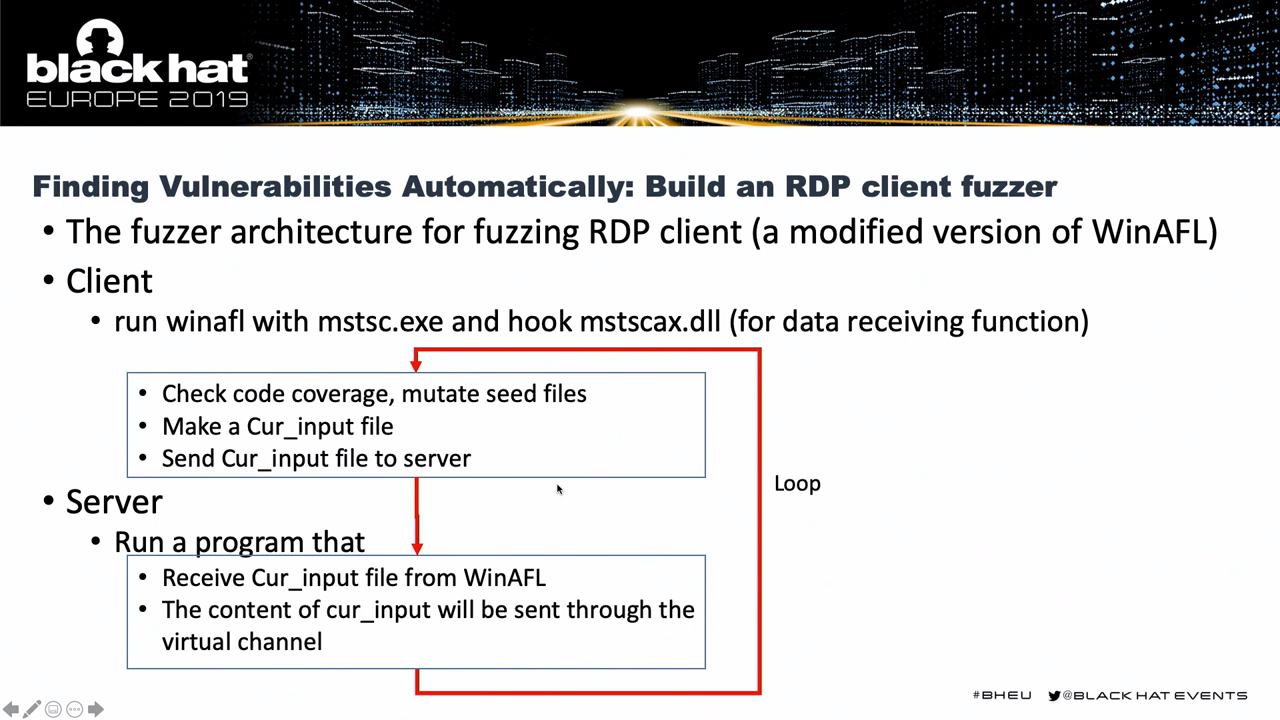 black hat
EUROPE 2019
Finding Vulnerabilities Automatically: Build an RDP client fuzzer
• The fuzzer architecture for fuzzing RDP client (a modified version of WinAFL)
• Client
• run winafl with mstsc.exe and hook mstscax.dll (for data receiving function)
• Check code coverage, mutate seed files
• Make a Cur_input file
• Send Cur_input file to server
Loop
• Server
• Run a program that
• Receive Cur_input file from WinAFL
• The content of cur_input will be sent through the
virtual channel
#BHEU @BLACK HAT EVENTS